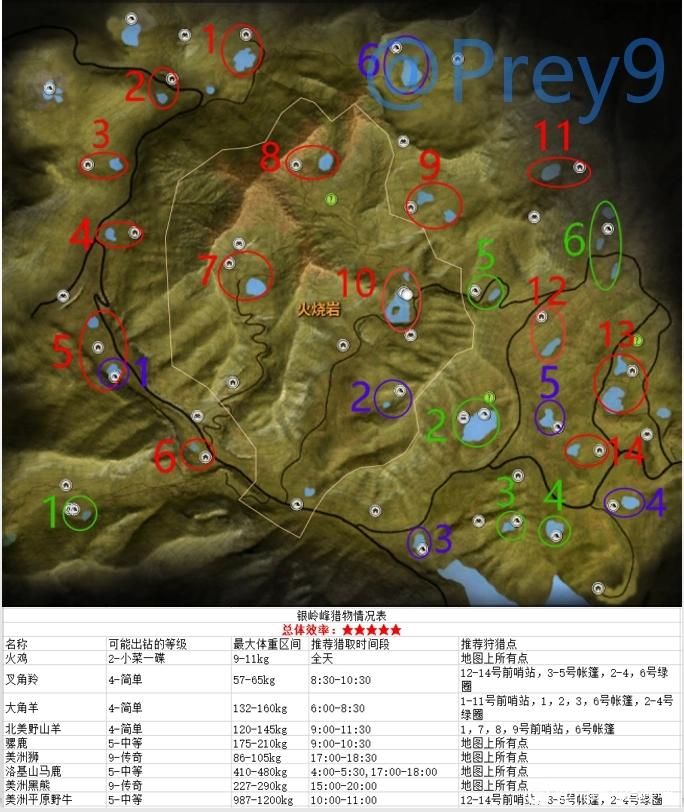 @Prey9
1
2
3
4
5
6
7
8
9
10
11
12
13
14
6
1
2
3
4
5
1
2
3
4
5
6
火烧岩
银岭峰猎物情况表
总体效率：★★★★★
名称 可能出钻的等级 最大体重区间 推荐猎取时间段 推荐狩猎点
火鸡 2-小菜一碟 9-11kg 全天 地图上所有点
叉角羚 4-简单 57-65kg 8:30-10:30 12-14号前哨站，3-5号帐篷，2-4，6号绿圈
大角羊 4-简单 132-160kg 6:00-8:30 1-11号前哨站，1，2，3，6号帐篷，2-4号绿圈
北美野山羊 4-简单 120-145kg 9:00-11:30 1，7，8，9号前哨站，6号帐篷
骡鹿 5-中等 175-210kg 9:00-10:30 地图上所有点
美洲狮 9-传奇 86-105kg 17:00-18:30 地图上所有点
洛基山马鹿 5-中等 410-480kg 4:00-5:30,17:00-18:00 地图上所有点
美洲黑熊 9-传奇 227-290kg 15:00-20:00 地图上所有点
美洲平原野牛 5-中等 987-1200kg 10:00-11:00 12-14号前哨站，3-5号帐篷，2-4号绿圈